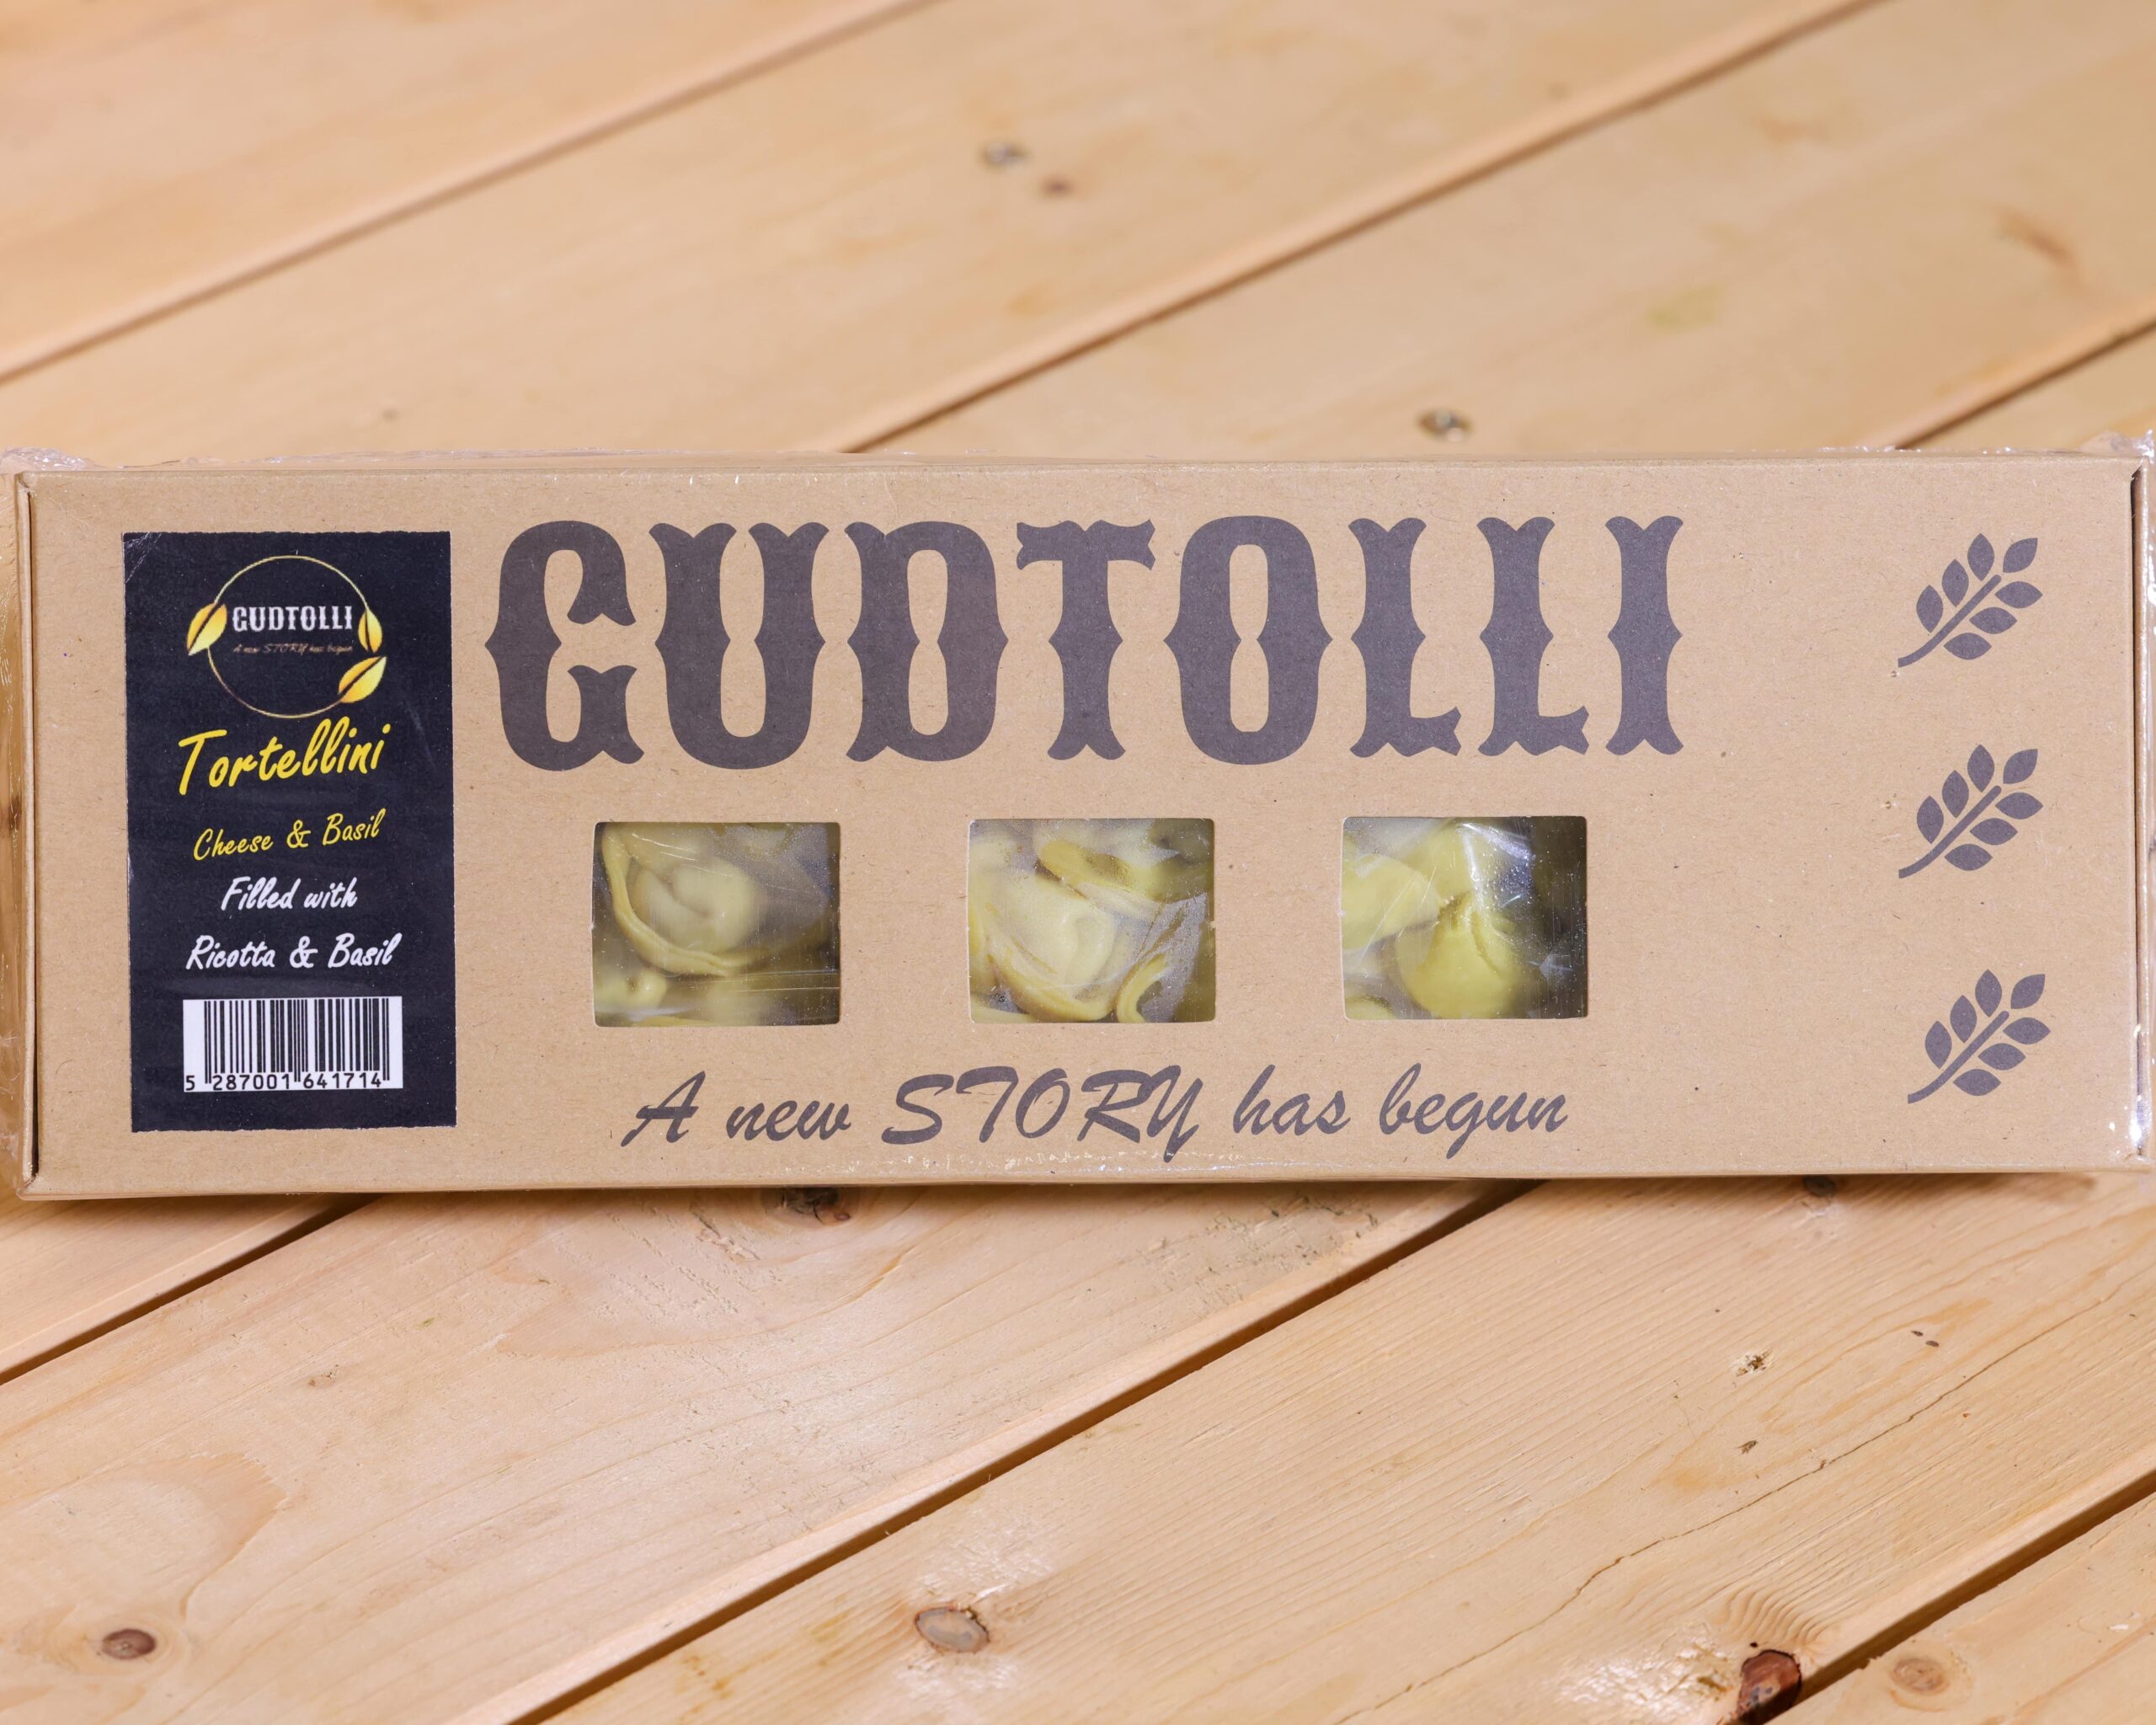 GUDTOLLI
A new STORY has begun
Tortellini
Cheese & Basil
Filled with
Ricotta & Basil
5 287001 641714
GUDTOLLI
A new STORY has begun